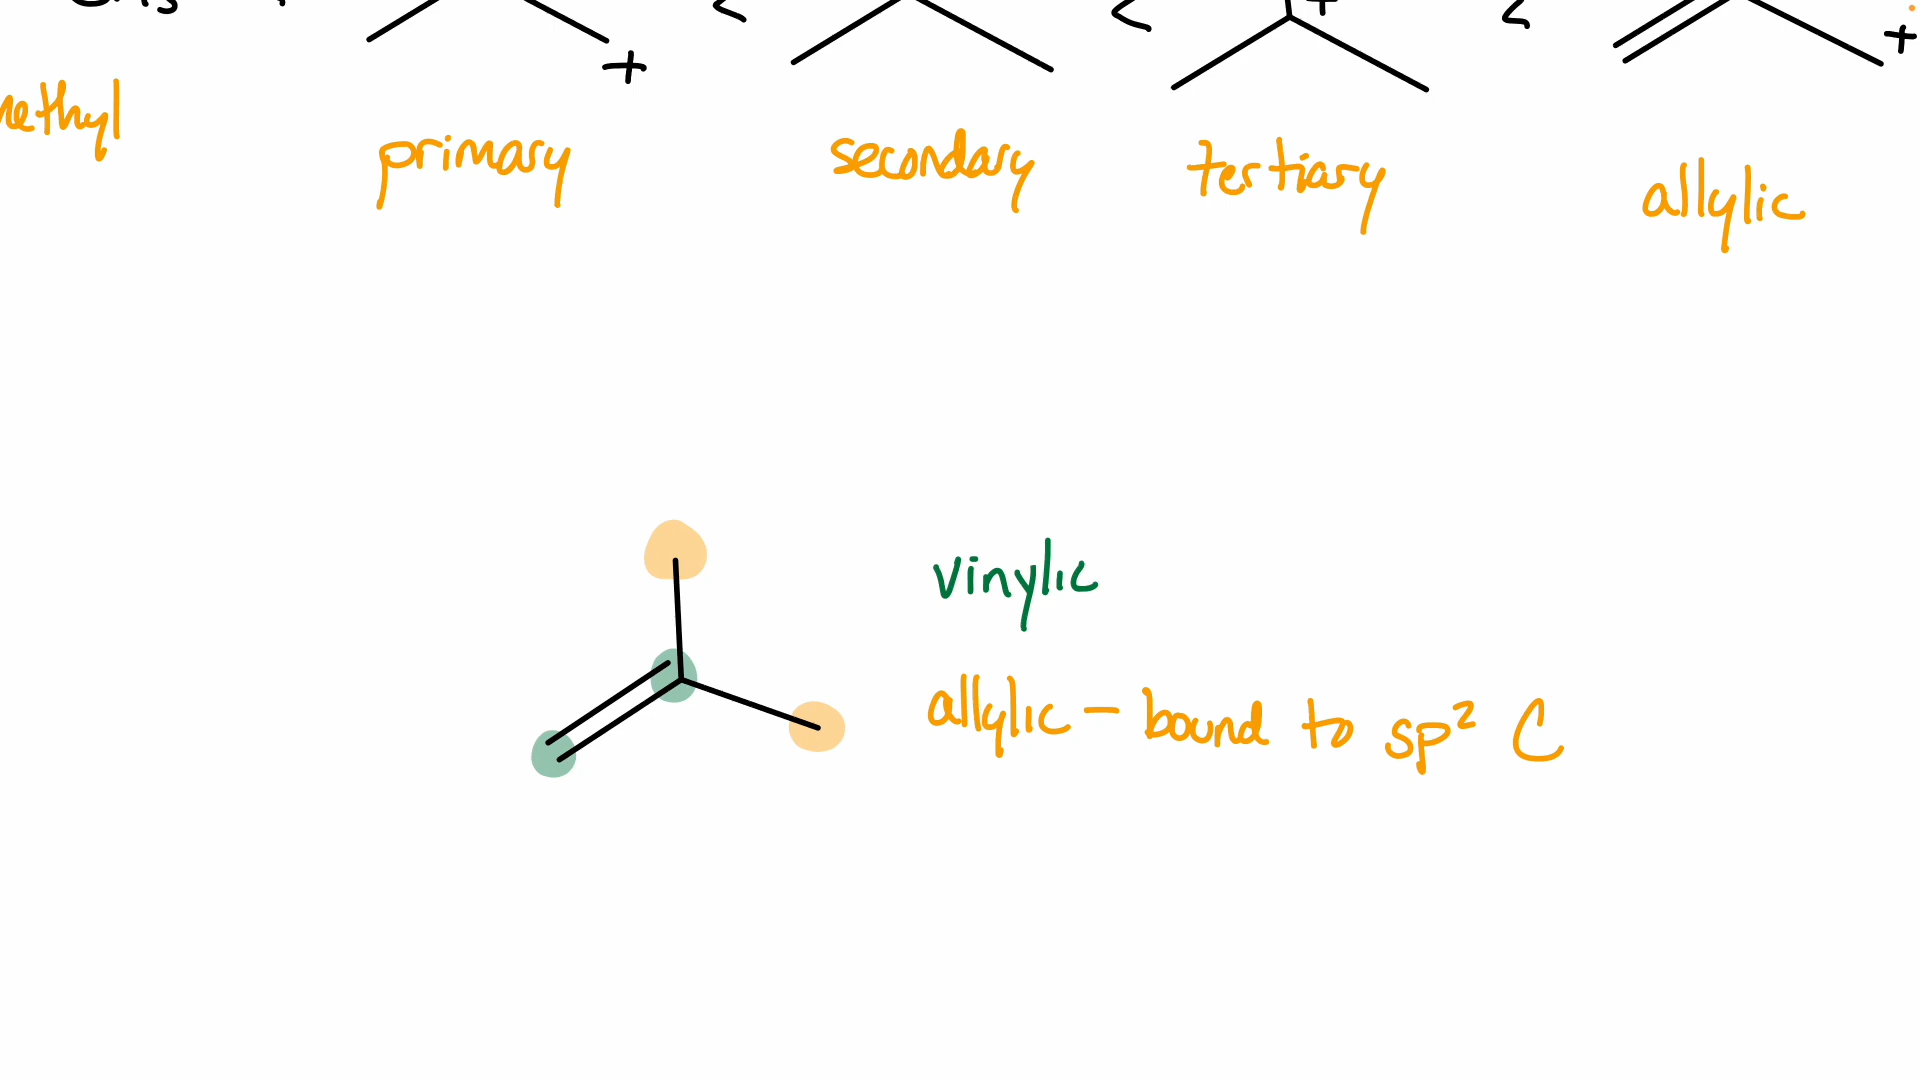 < < <
+ + +
methyl primary secondary tertiary allylic
vinylic
allylic – bound to sp² C